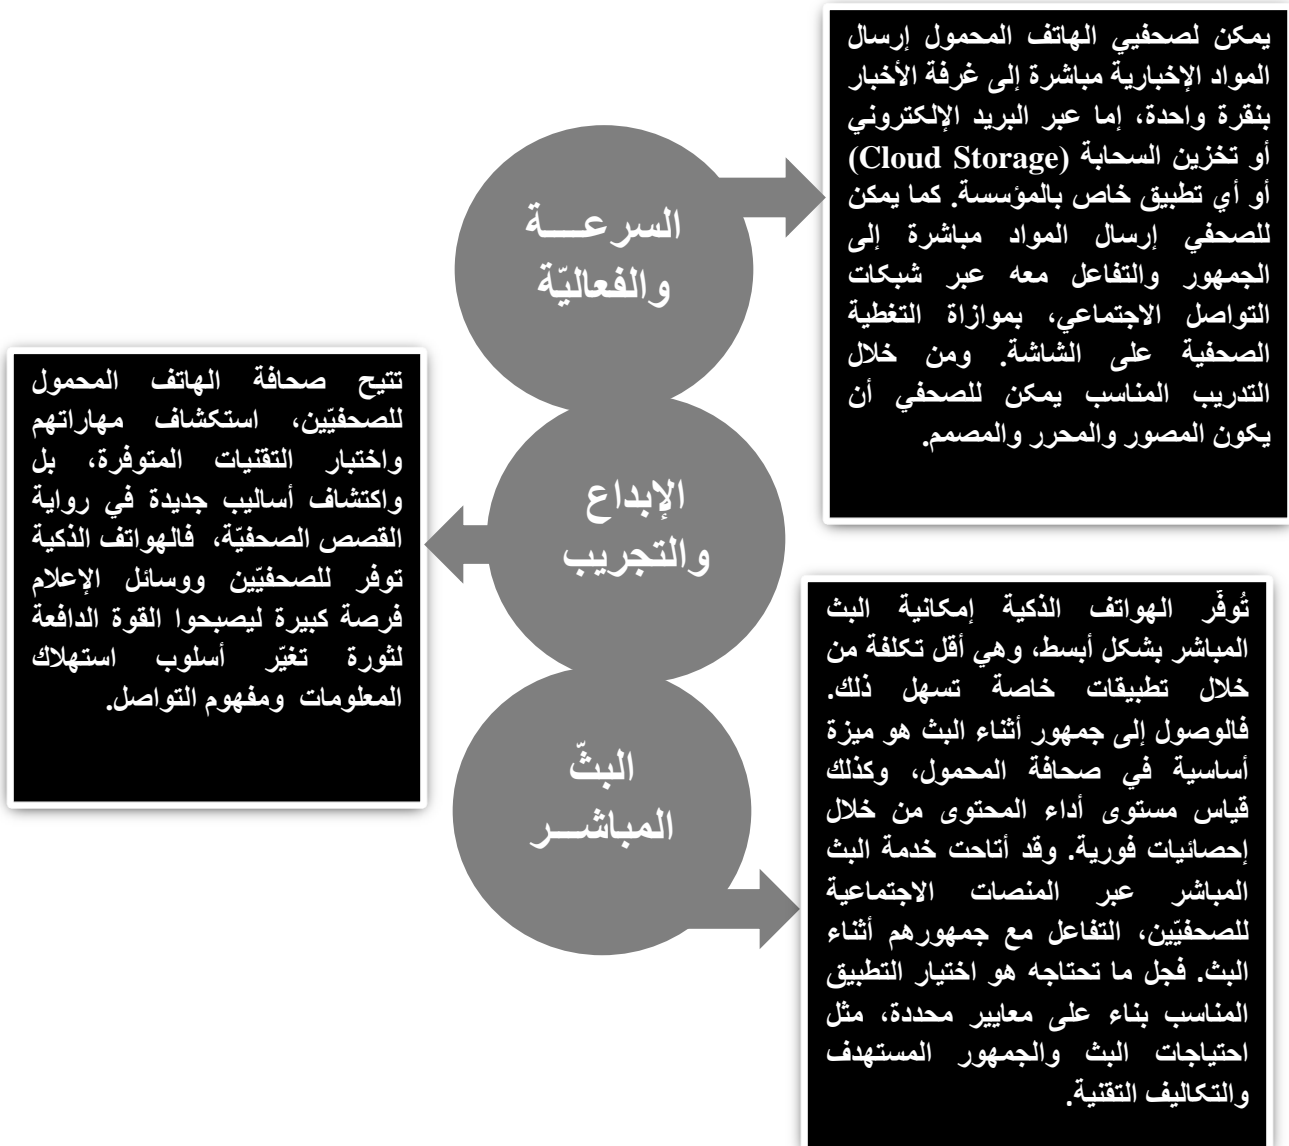 السرعـــة
والفعاليّة
يمكن لصحفيي الهاتف المحمول إرسال
المواد الإخبارية مباشرة إلى غرفة الأخبار
بنقرة واحدة، إما عبر البريد الإلكتروني
أو تخزين السحابة (Cloud Storage)
أو أي تطبيق خاص بالمؤسسة. كما يمكن
للصحفي إرسال المواد مباشرة إلى
الجمهور والتفاعل معه عبر شبكات
التواصل الاجتماعي، بموازاة التغطية
الصحفية على الشاشة. ومن خلال
التدريب المناسب يمكن للصحفي أن
يكون المصور والمحرر والمصمم.
الإبداع
والتجريب
تتيح صحافة الهاتف المحمول
للصحفيّين، استكشاف مهاراتهم
واختبار التقنيات المتوفرة، بل
واكتشاف أساليب جديدة في رواية
القصص الصحفيّة، فالهواتف الذكية
توفر للصحفيّين ووسائل الإعلام
فرصة كبيرة ليصبحوا القوة الدافعة
لثورة تغيّر أسلوب استهلاك
المعلومات ومفهوم التواصل.
البثّ
المباشـــر
تُوفّر الهواتف الذكية إمكانية البث
المباشر بشكل أبسط، وهي أقل تكلفة من
خلال تطبيقات خاصة تسهل ذلك.
فالوصول إلى جمهور أثناء البث هو ميزة
أساسية في صحافة المحمول، وكذلك
قياس مستوى أداء المحتوى من خلال
إحصائيات فورية. وقد أتاحت خدمة البث
المباشر عبر المنصات الاجتماعية
للصحفيّين، التفاعل مع جمهورهم أثناء
البث. فجل ما تحتاجه هو اختيار التطبيق
المناسب بناء على معايير محددة، مثل
احتياجات البث والجمهور المستهدف
والتكاليف التقنية.